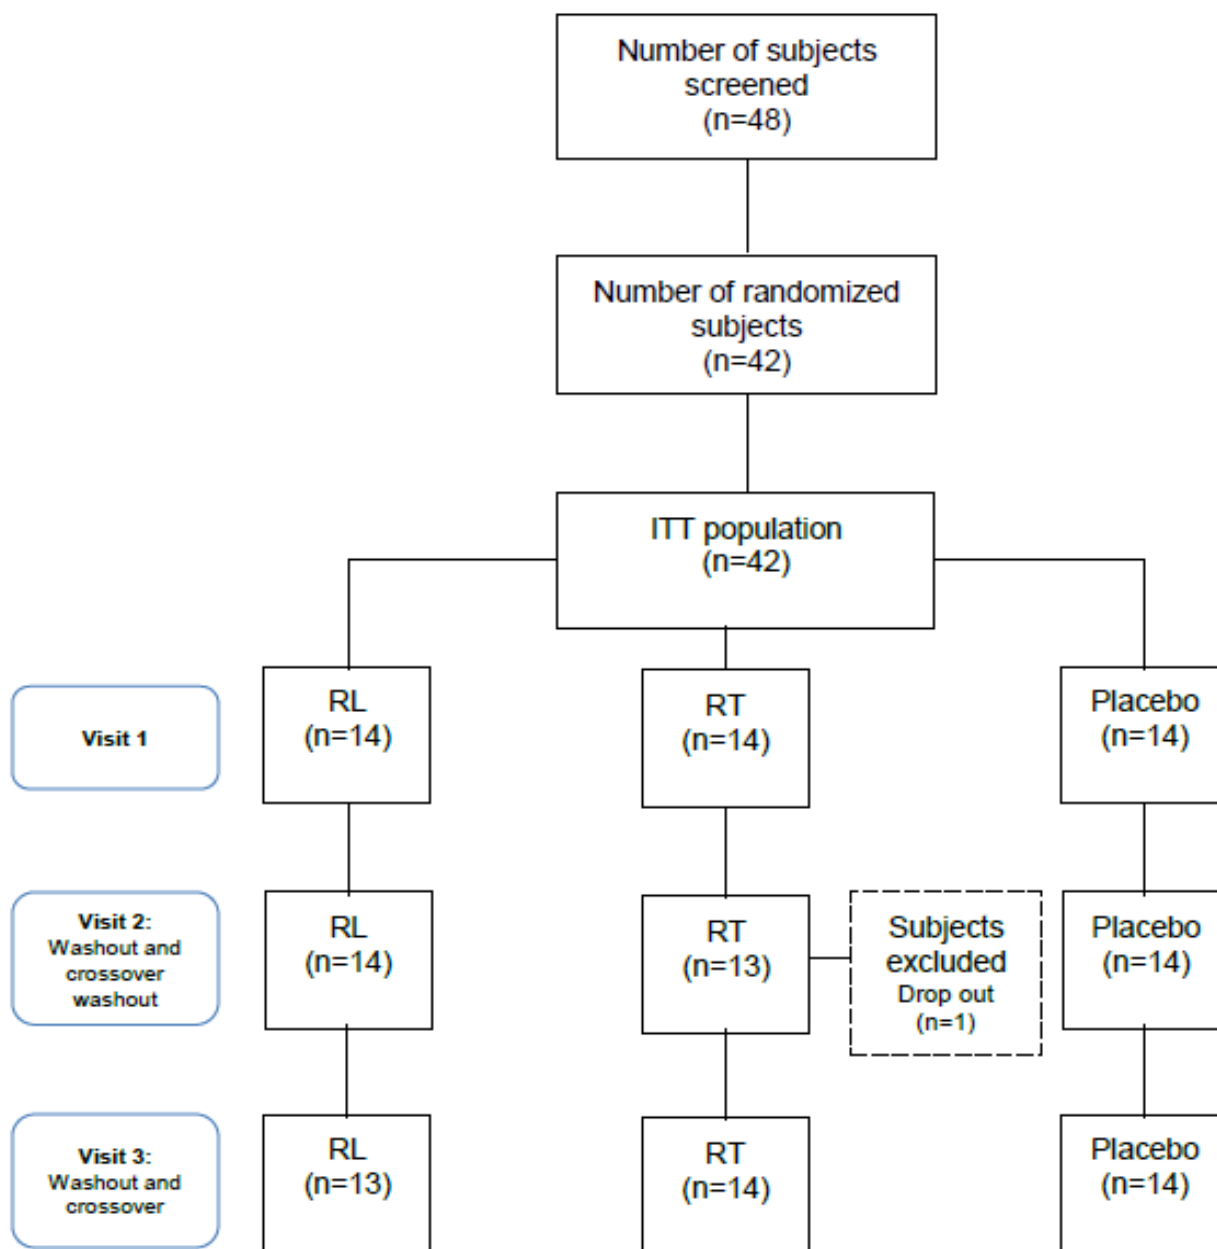 Number of subjects
screened
(n=48)
Number of randomized
subjects
(n=42)
ITT population
(n=42)
Visit 1
RL
(n=14)
RT
(n=14)
Placebo
(n=14)
Visit 2:
Washout and
crossover
washout
RL
(n=14)
RT
(n=13)
Subjects
excluded
Drop out
(n=1)
Placebo
(n=14)
Visit 3:
Washout and
crossover
RL
(n=13)
RT
(n=14)
Placebo
(n=14)